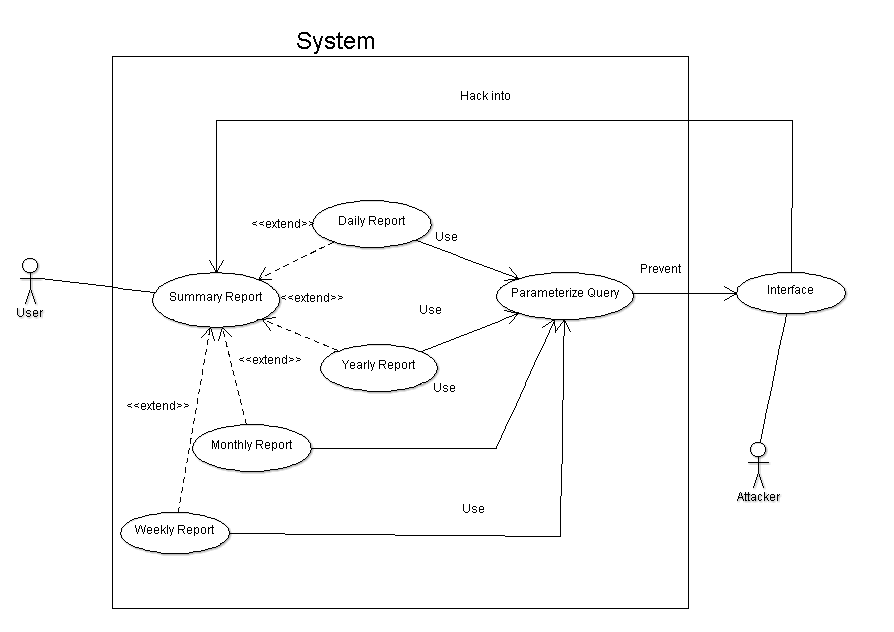 System
Hack into
<<extend>>
Daily Report
Use
Prevent
User
Summary Report
<<extend>>
Parameterize Query
Interface
Use
<<extend>>
Yearly Report
Use
<<extend>>
Monthly Report
Attacker
Use
Weekly Report